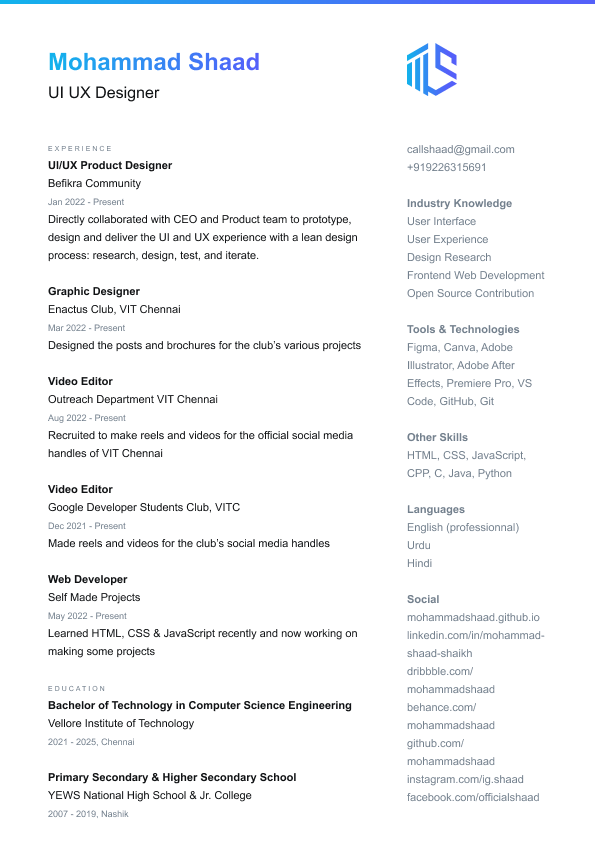 Mohammad Shaad
UI UX Designer
EXPERIENCE
UI/UX Product Designer
Befikra Community
Jan 2022 - Present
Directly collaborated with CEO and Product team to prototype,
design and deliver the UI and UX experience with a lean design
process: research, design, test, and iterate.
Graphic Designer
Enactus Club, VIT Chennai
Mar 2022 - Present
Designed the posts and brochures for the club's various projects
Video Editor
Outreach Department VIT Chennai
Aug 2022 - Present
Recruited to make reels and videos for the official social media
handles of VIT Chennai
Video Editor
Google Developer Students Club, VITC
Dec 2021 - Present
Made reels and videos for the club's social media handles
Web Developer
Self Made Projects
May 2022 - Present
Learned HTML, CSS & JavaScript recently and now working on
making some projects
EDUCATION
Bachelor of Technology in Computer Science Engineering
Vellore Institute of Technology
2021 - 2025, Chennai
Primary Secondary & Higher Secondary School
YEWS National High School & Jr. College
2007 - 2019, Nashik
callshaad@gmail.com
+919226315691
Industry Knowledge
User Interface
User Experience
Design Research
Frontend Web Development
Open Source Contribution
Tools & Technologies
Figma, Canva, Adobe
Illustrator, Adobe After
Effects, Premiere Pro, VS
Code, GitHub, Git
Other Skills
HTML, CSS, JavaScript,
CPP, C, Java, Python
Languages
English (professionnal)
Urdu
Hindi
Social
mohammadshaad.github.io
linkedin.com/in/mohammad-
shaad-shaikh
dribbble.com/
mohammadshaad
behance.com/
mohammadshaad
github.com/
mohammadshaad
instagram.com/ig.shaad
facebook.com/officialshaad